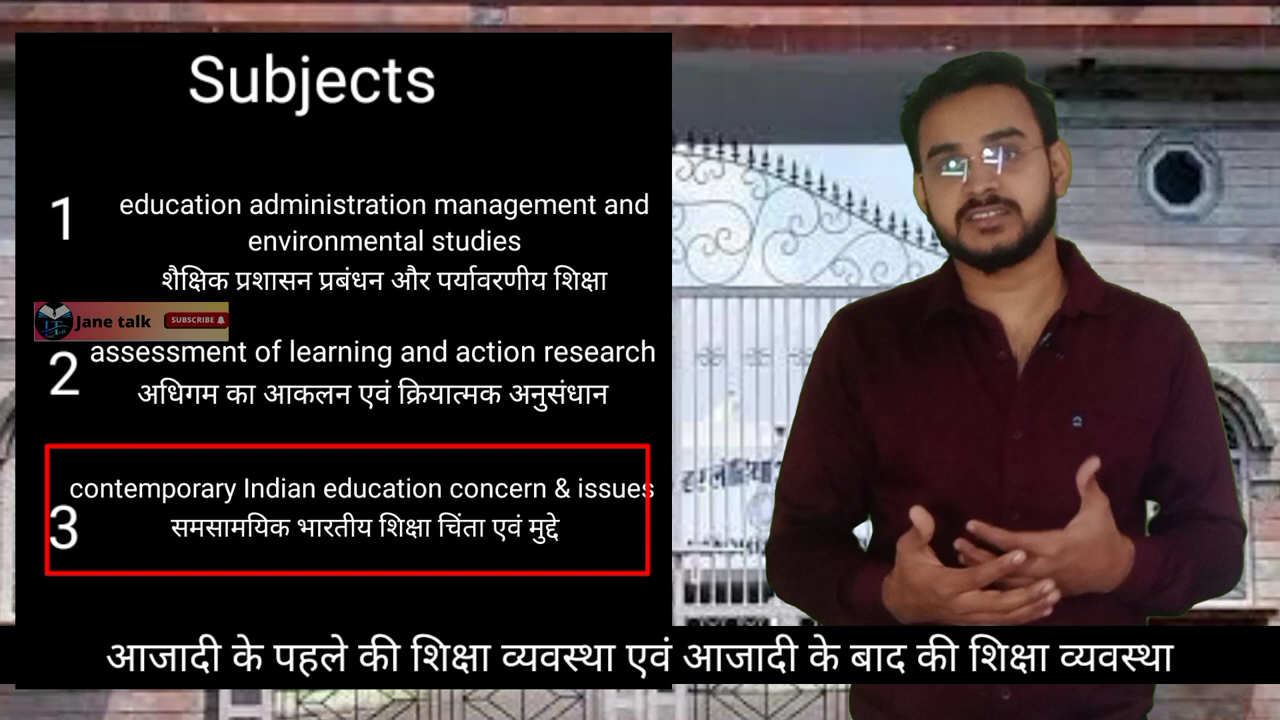 Subjects
1
education administration management and
environmental studies
शैक्षिक प्रशासन प्रबंधन और पर्यावरणीय शिक्षा
Jane talk
SUBSCRIBE
2
assessment of learning and action research
अधिगम का आकलन एवं क्रियात्मक अनुसंधान
3
contemporary Indian education concern & issues
समसामयिक भारतीय शिक्षा चिंता एवं मुद्दे
आजादी के पहले की शिक्षा व्यवस्था एवं आजादी के बाद की शिक्षा व्यवस्था